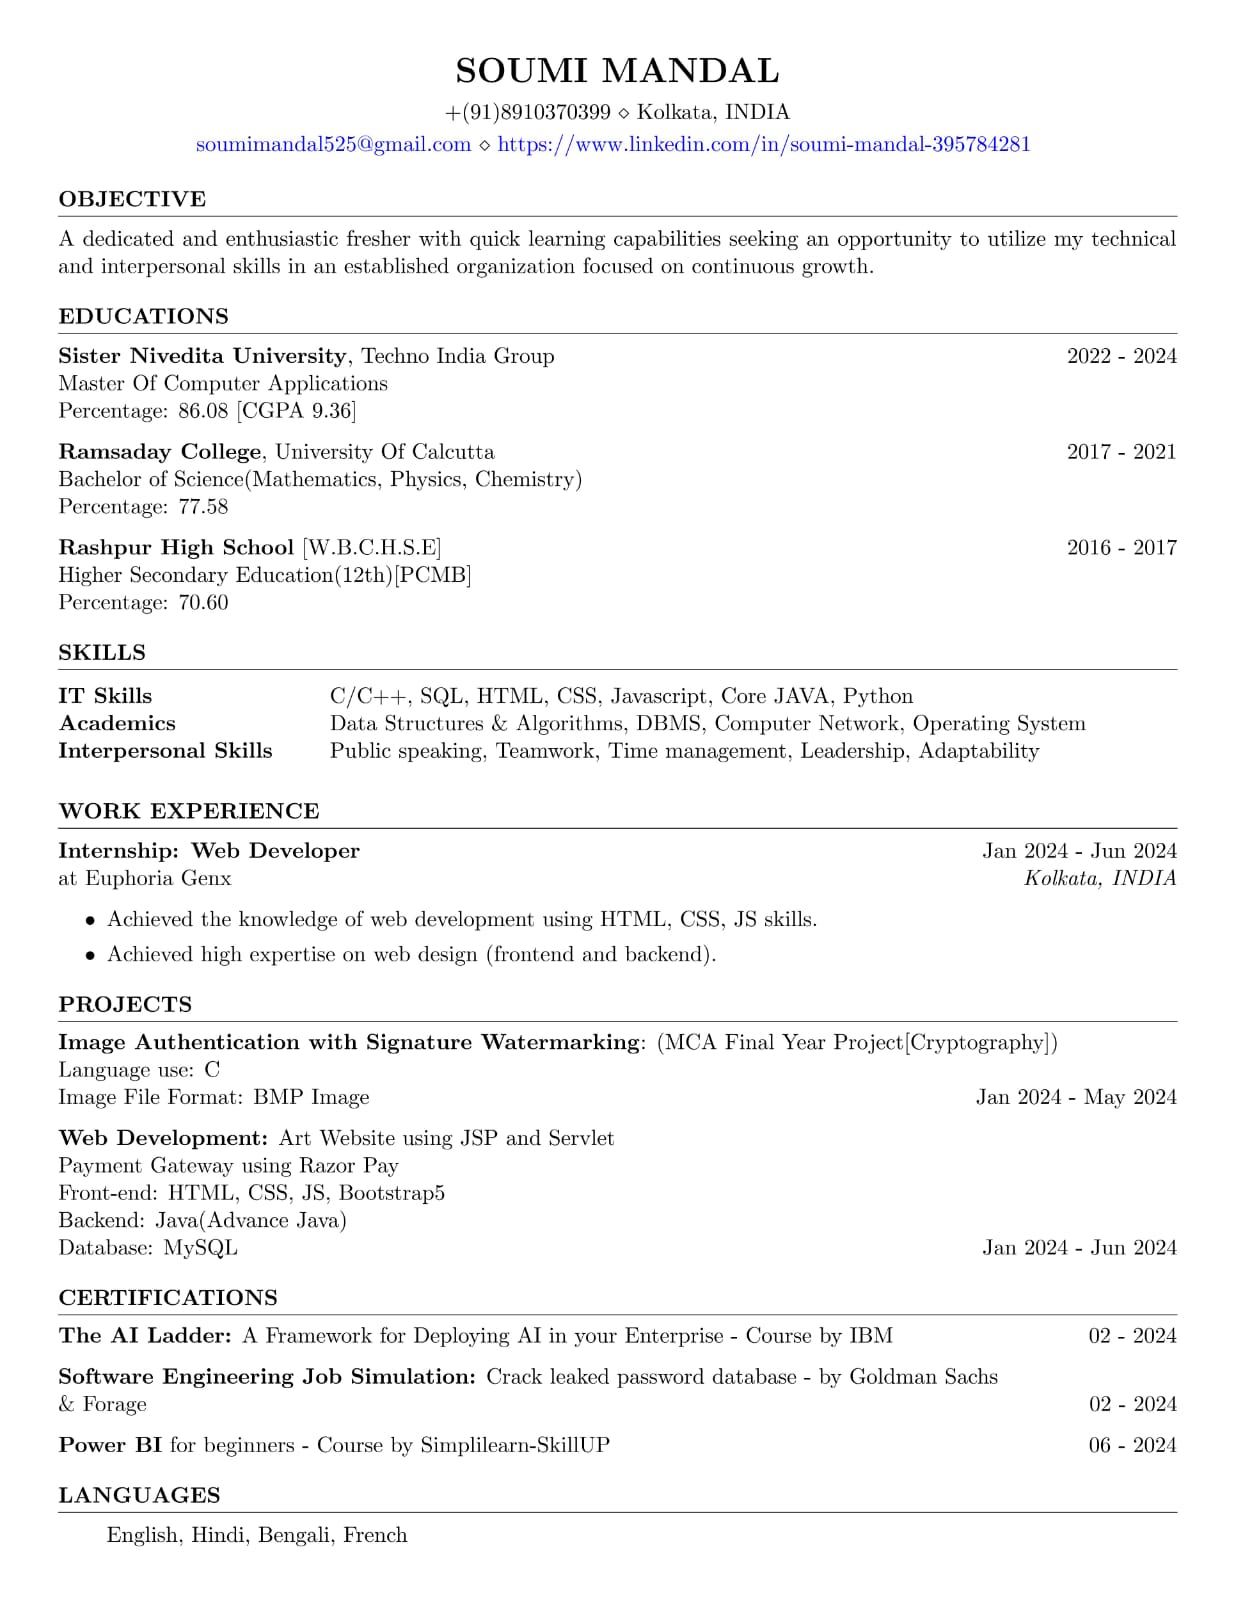 SOUMI MANDAL
+(91)8910370399 ⋄ Kolkata, INDIA
soumimandal525@gmail.com ⋄ https://www.linkedin.com/in/soumi-mandal-395784281
OBJECTIVE
A dedicated and enthusiastic fresher with quick learning capabilities seeking an opportunity to utilize my technical
and interpersonal skills in an established organization focused on continuous growth.
EDUCATIONS
Sister Nivedita University, Techno India Group 2022 - 2024
Master Of Computer Applications
Percentage: 86.08 [CGPA 9.36]
Ramsaday College, University Of Calcutta 2017 - 2021
Bachelor of Science(Mathematics, Physics, Chemistry)
Percentage: 77.58
Rashpur High School [W.B.C.H.S.E] 2016 - 2017
Higher Secondary Education(12th)[PCMB]
Percentage: 70.60
SKILLS
IT Skills C/C++, SQL, HTML, CSS, Javascript, Core JAVA, Python
Academics Data Structures & Algorithms, DBMS, Computer Network, Operating System
Interpersonal Skills Public speaking, Teamwork, Time management, Leadership, Adaptability
WORK EXPERIENCE
Internship: Web Developer Jan 2024 - Jun 2024
at Euphoria Genx Kolkata, INDIA
• Achieved the knowledge of web development using HTML, CSS, JS skills.
• Achieved high expertise on web design (frontend and backend).
PROJECTS
Image Authentication with Signature Watermarking: (MCA Final Year Project[Cryptography])
Language use: C
Image File Format: BMP Image Jan 2024 - May 2024
Web Development: Art Website using JSP and Servlet
Payment Gateway using Razor Pay
Front-end: HTML, CSS, JS, Bootstrap5
Backend: Java(Advance Java)
Database: MySQL Jan 2024 - Jun 2024
CERTIFICATIONS
The AI Ladder: A Framework for Deploying AI in your Enterprise - Course by IBM 02 - 2024
Software Engineering Job Simulation: Crack leaked password database - by Goldman Sachs
& Forage 02 - 2024
Power BI for beginners - Course by Simplilearn-SkillUP 06 - 2024
LANGUAGES
English, Hindi, Bengali, French